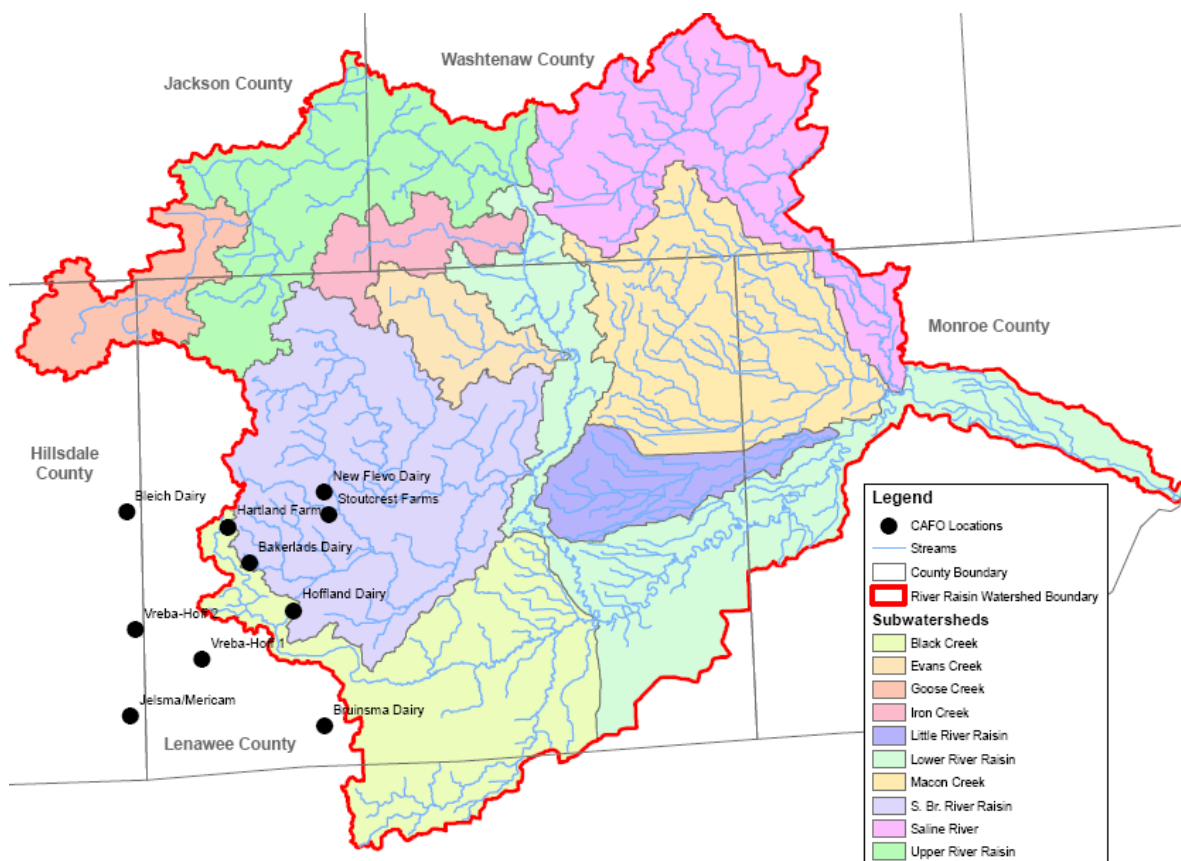 Washtenaw County
Jackson County
Monroe County
Hillsdale
County
New Flevo Dairy
Bleich Dairy
Stoutcrest Farms
Hartland Farm
Bakerlads Dairy
Hoffland Dairy
Vreba-Hoff 2
Vreba-Hoff 1
Jelsma/Mericam
Bruinsma Dairy
Lenawee County
Legend
CAFO Locations
Streams
County Boundary
River Raisin Watershed Boundary
Subwatersheds
Black Creek
Evans Creek
Goose Creek
Iron Creek
Little River Raisin
Lower River Raisin
Macon Creek
S. Br. River Raisin
Saline River
Upper River Raisin